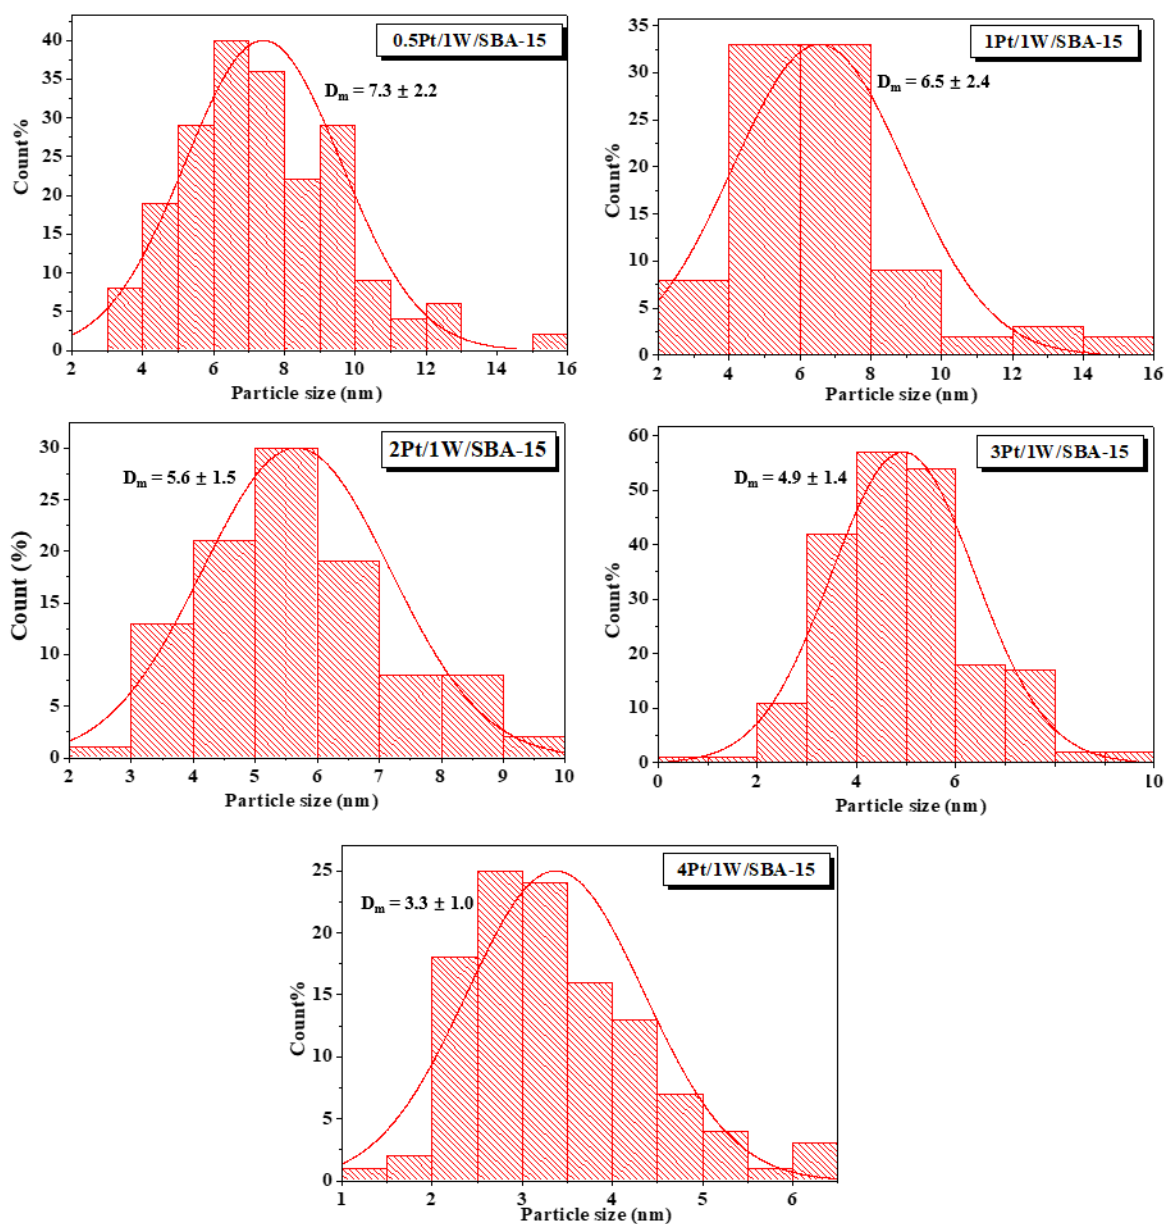 0.5Pt/1W/SBA-15
Dm = 7.3 ± 2.2
Count%
40
35
30
25
20
15
10
5
0
2 4 6 8 10 12 14 16
Particle size (nm)
1Pt/1W/SBA-15
Dm = 6.5 ± 2.4
Count%
35
30
25
20
15
10
5
0
2 4 6 8 10 12 14 16
Particle size (nm)
2Pt/1W/SBA-15
Dm = 5.6 ± 1.5
Count (%)
30
25
20
15
10
5
0
2 3 4 5 6 7 8 9 10
Particle size (nm)
3Pt/1W/SBA-15
Dm = 4.9 ± 1.4
Count%
60
50
40
30
20
10
0
0 2 4 6 8 10
Particle size (nm)
4Pt/1W/SBA-15
Dm = 3.3 ± 1.0
Count%
25
20
15
10
5
0
1 2 3 4 5 6
Particle size (nm)